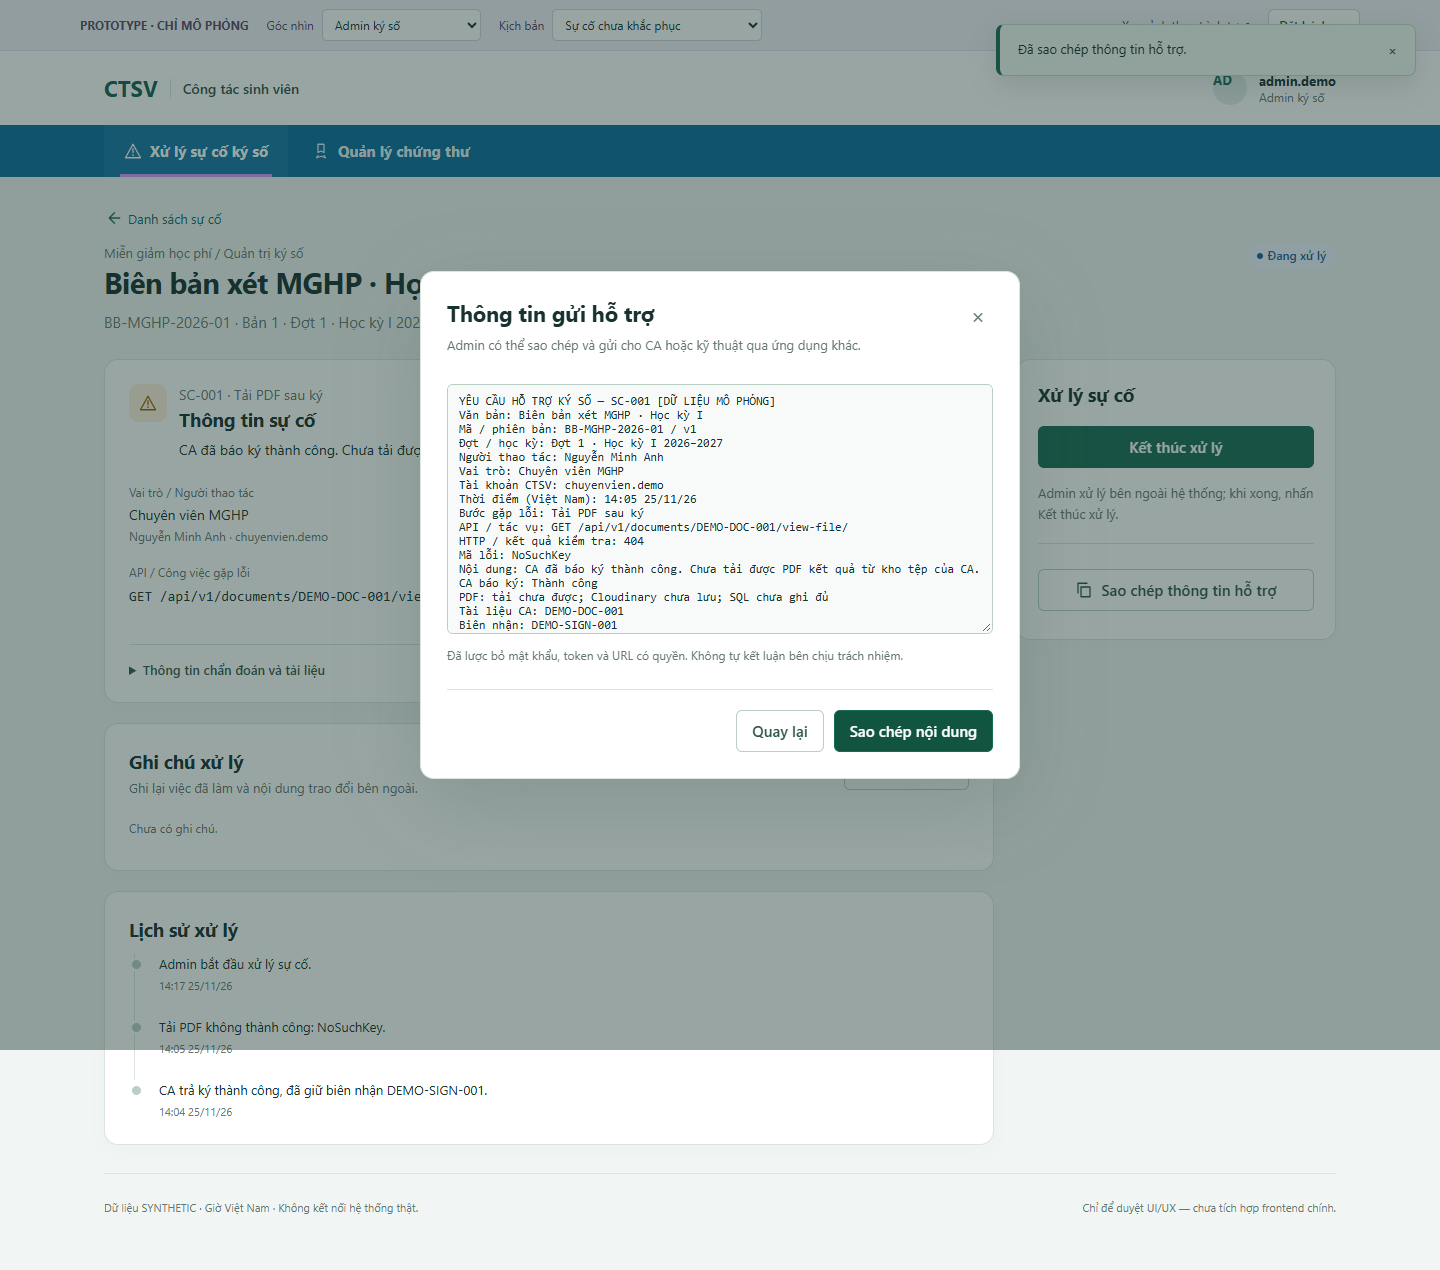 PROTOTYPE · CHỈ MÔ PHỎNG
Góc nhìn
Admin ký số
Kịch bản
Sự cố chưa khắc phục
Đã sao chép thông tin hỗ trợ.
×
CTSV
Công tác sinh viên
AD
admin.demo
Admin ký số
Xử lý sự cố ký số
Quản lý chứng thư
Danh sách sự cố
Miễn giảm học phí / Quản trị ký số
Đang xử lý
Biên bản xét MGHP · Họ
BB-MGHP-2026-01 · Bản 1 · Đợt 1 · Học kỳ I 202
SC-001 · Tải PDF sau ký
Thông tin sự cố
CA đã báo ký thành công. Chưa tải đượ
Vai trò / Người thao tác
Chuyên viên MGHP
Nguyễn Minh Anh · chuyenvien.demo
API / Công việc gặp lỗi
GET /api/v1/documents/DEMO-DOC-001/vie
Thông tin chẩn đoán và tài liệu
Thông tin gửi hỗ trợ
×
Admin có thể sao chép và gửi cho CA hoặc kỹ thuật qua ứng dụng khác.
YÊU CẦU HỖ TRỢ KÝ SỐ — SC-001 [DỮ LIỆU MÔ PHỎNG]
Văn bản: Biên bản xét MGHP · Học kỳ I
Mã / phiên bản: BB-MGHP-2026-01 / v1
Đợt / học kỳ: Đợt 1 · Học kỳ I 2026–2027
Người thao tác: Nguyễn Minh Anh
Vai trò: Chuyên viên MGHP
Tài khoản CTSV: chuyenvien.demo
Thời điểm (Việt Nam): 14:05 25/11/26
Bước gặp lỗi: Tải PDF sau ký
API / tác vụ: GET /api/v1/documents/DEMO-DOC-001/view-file/
HTTP / kết quả kiểm tra: 404
Mã lỗi: NoSuchKey
Nội dung: CA đã báo ký thành công. Chưa tải được PDF kết quả từ kho tệp của CA.
CA báo ký: Thành công
PDF: tải chưa được; Cloudinary chưa lưu; SQL chưa ghi đủ
Tài liệu CA: DEMO-DOC-001
Biên nhận: DEMO-SIGN-001
Đã lược bỏ mật khẩu, token và URL có quyền. Không tự kết luận bên chịu trách nhiệm.
Quay lại
Sao chép nội dung
Xử lý sự cố
Kết thúc xử lý
Admin xử lý bên ngoài hệ thống; khi xong, nhấn
Kết thúc xử lý.
Sao chép thông tin hỗ trợ
Ghi chú xử lý
Ghi lại việc đã làm và nội dung trao đổi bên ngoài.
Chưa có ghi chú.
Lịch sử xử lý
Admin bắt đầu xử lý sự cố.
14:17 25/11/26
Tải PDF không thành công: NoSuchKey.
14:05 25/11/26
CA trả ký thành công, đã giữ biên nhận DEMO-SIGN-001.
14:04 25/11/26
Dữ liệu SYNTHETIC · Giờ Việt Nam · Không kết nối hệ thống thật.
Chỉ để duyệt UI/UX — chưa tích hợp frontend chính.